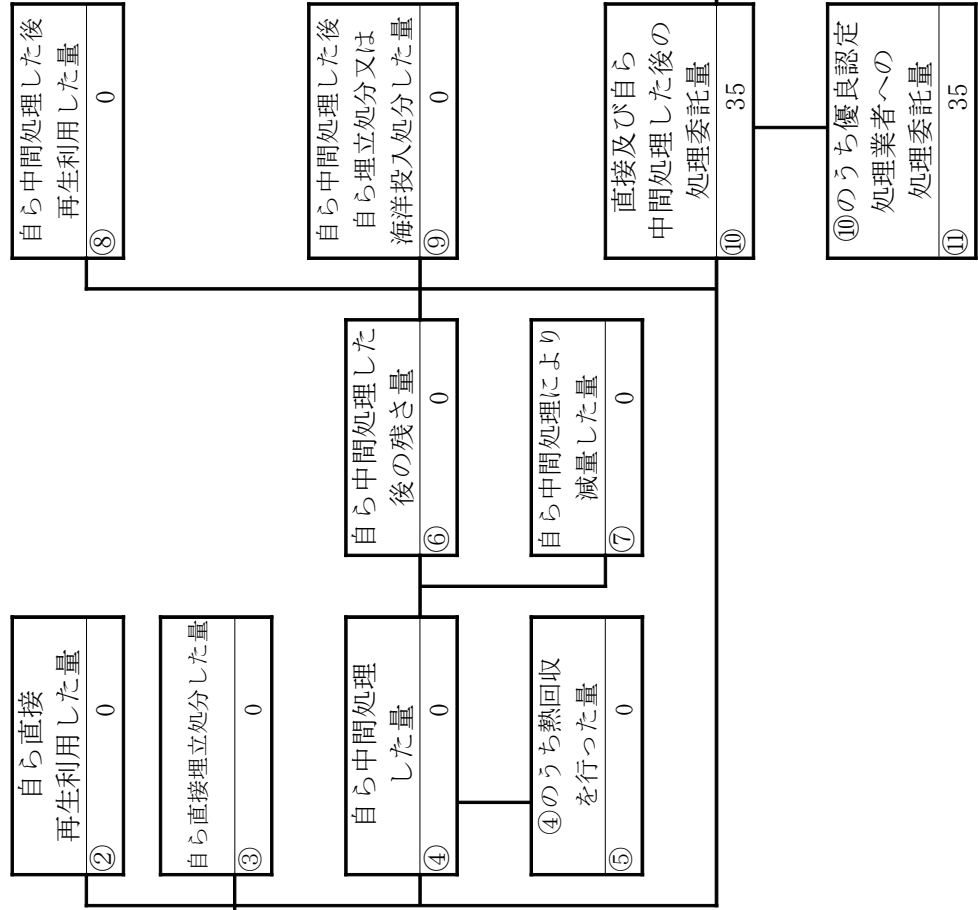 自ら直接
再生利用した量
② 0
自ら直接埋立処分した量
③ 0
自ら中間処理
した量
④ 0
④のうち熱回収
を行った量
⑤ 0
自ら中間処理した
後の残さ量
⑥ 0
自ら中間処理により
減量した量
⑦ 0
自ら中間処理した後
再生利用した量
⑧ 0
自ら中間処理した後
自ら埋立処分又は
海洋投入処分した量
⑨ 0
直接及び自ら
中間処理した後の
処理委託量
⑩ 35
⑩のうち優良認定
処理業者への
処理委託量
⑪ 35